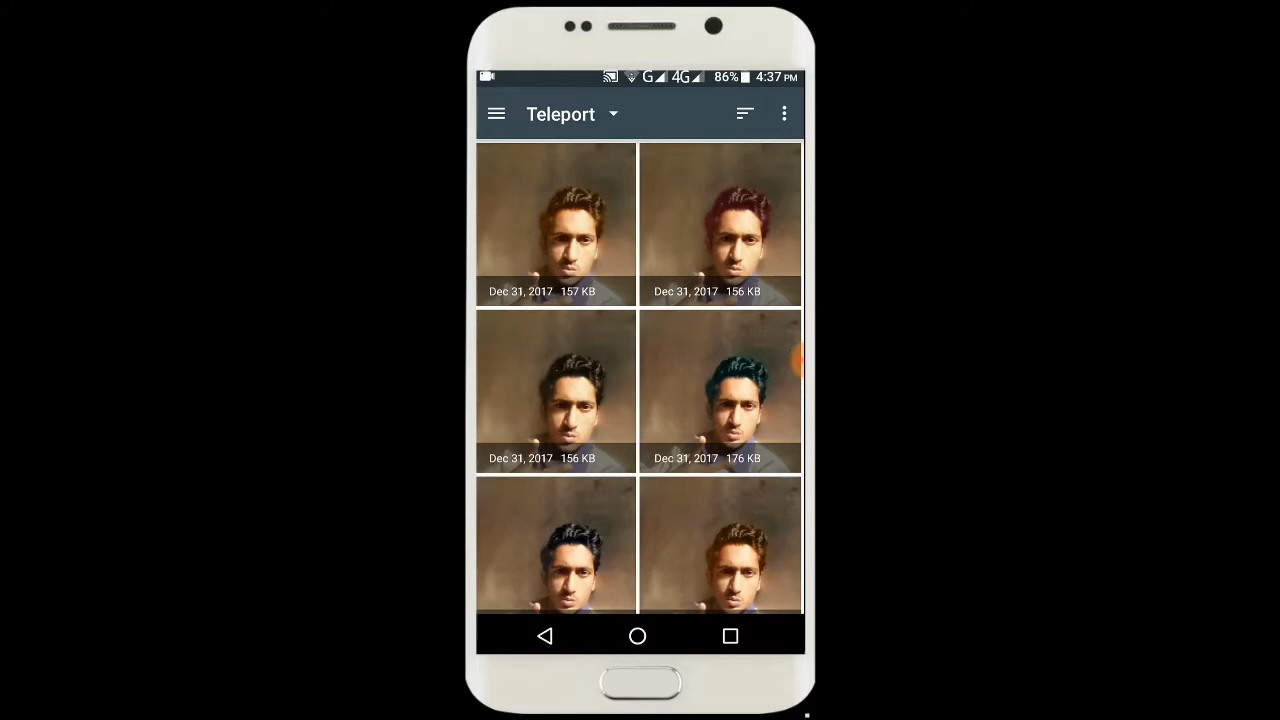 G 4G 86% 4:37 PM
Teleport
Dec 31, 2017 157 KB
Dec 31, 2017 156 KB
Dec 31, 2017 156 KB
Dec 31, 2017 176 KB